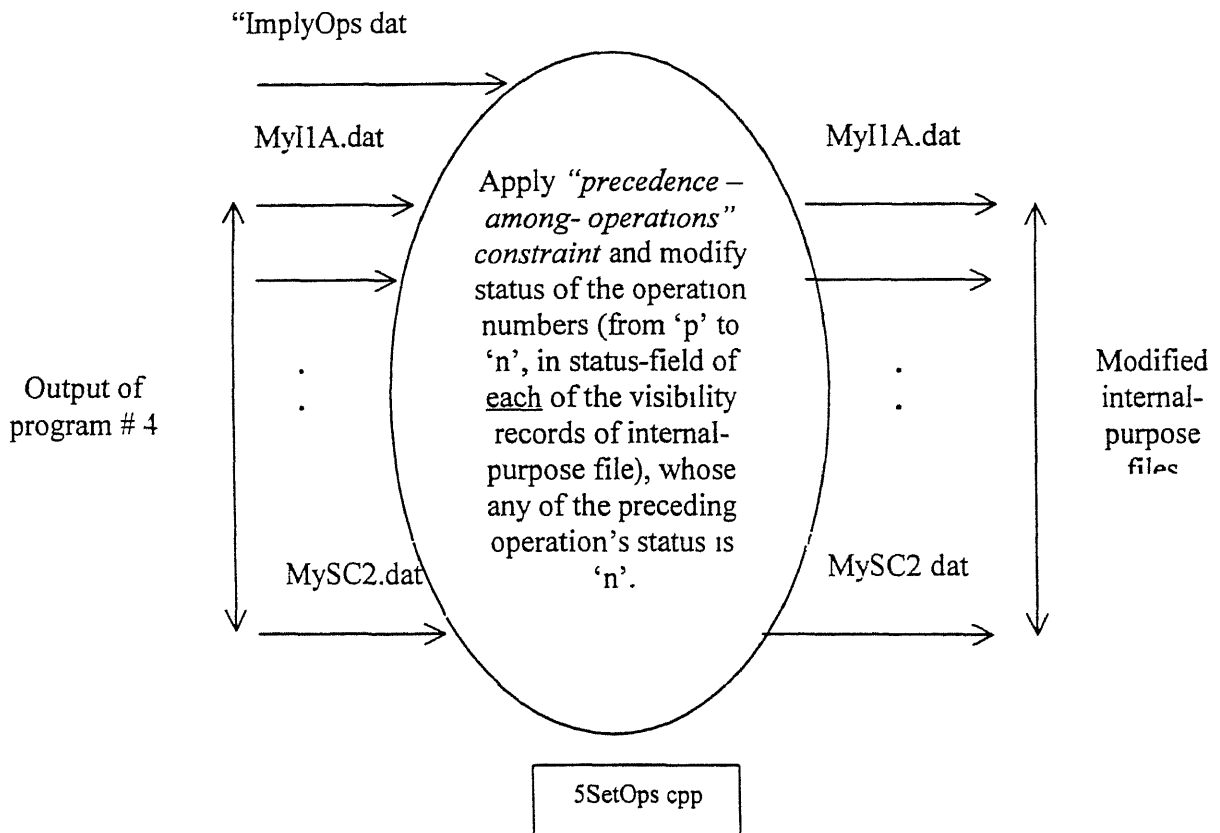 “ImplyOps dat
MyI1A.dat
MyI1A.dat
Apply “precedence –
among- operations”
constraint and modify
status of the operation
numbers (from ‘p’ to
‘n’, in status-field of
each of the visibility
records of internal-
purpose file), whose
any of the preceding
operation’s status is
‘n’.
Output of
program # 4
Modified
internal-
purpose
files
MySC2.dat
MySC2 dat
5SetOps cpp